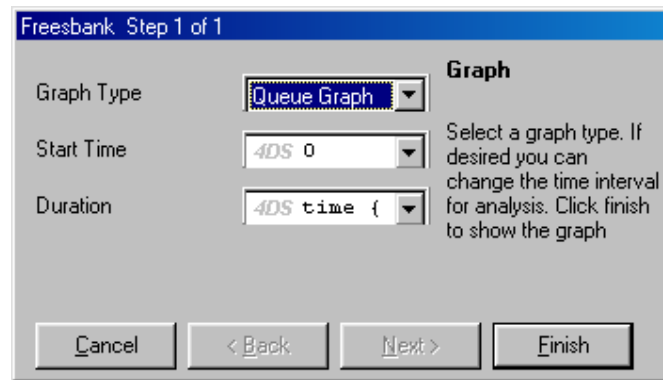 Freesbank Step 1 of 1
Graph Type
Queue Graph
Start Time
4DS 0
Duration
4DS time {
Graph
Select a graph type. If
desired you can
change the time interval
for analysis. Click finish
to show the graph
Cancel
< Back
Next >
Finish